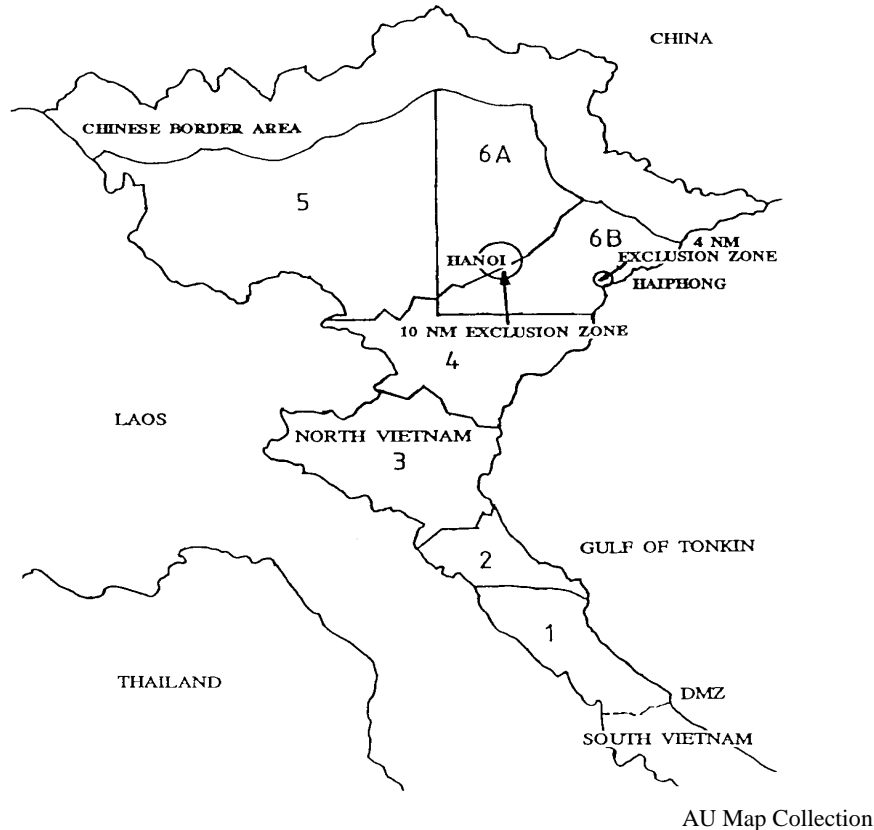 CHINA
CHINESE BORDER AREA
6A
5
6B
4 NM
EXCLUSION ZONE
HANOI
HAIPHONG
10 NM EXCLUSION ZONE
4
LAOS
NORTH VIETNAM
3
GULF OF TONKIN
2
1
THAILAND
DMZ
SOUTH VIETNAM
AU Map Collection